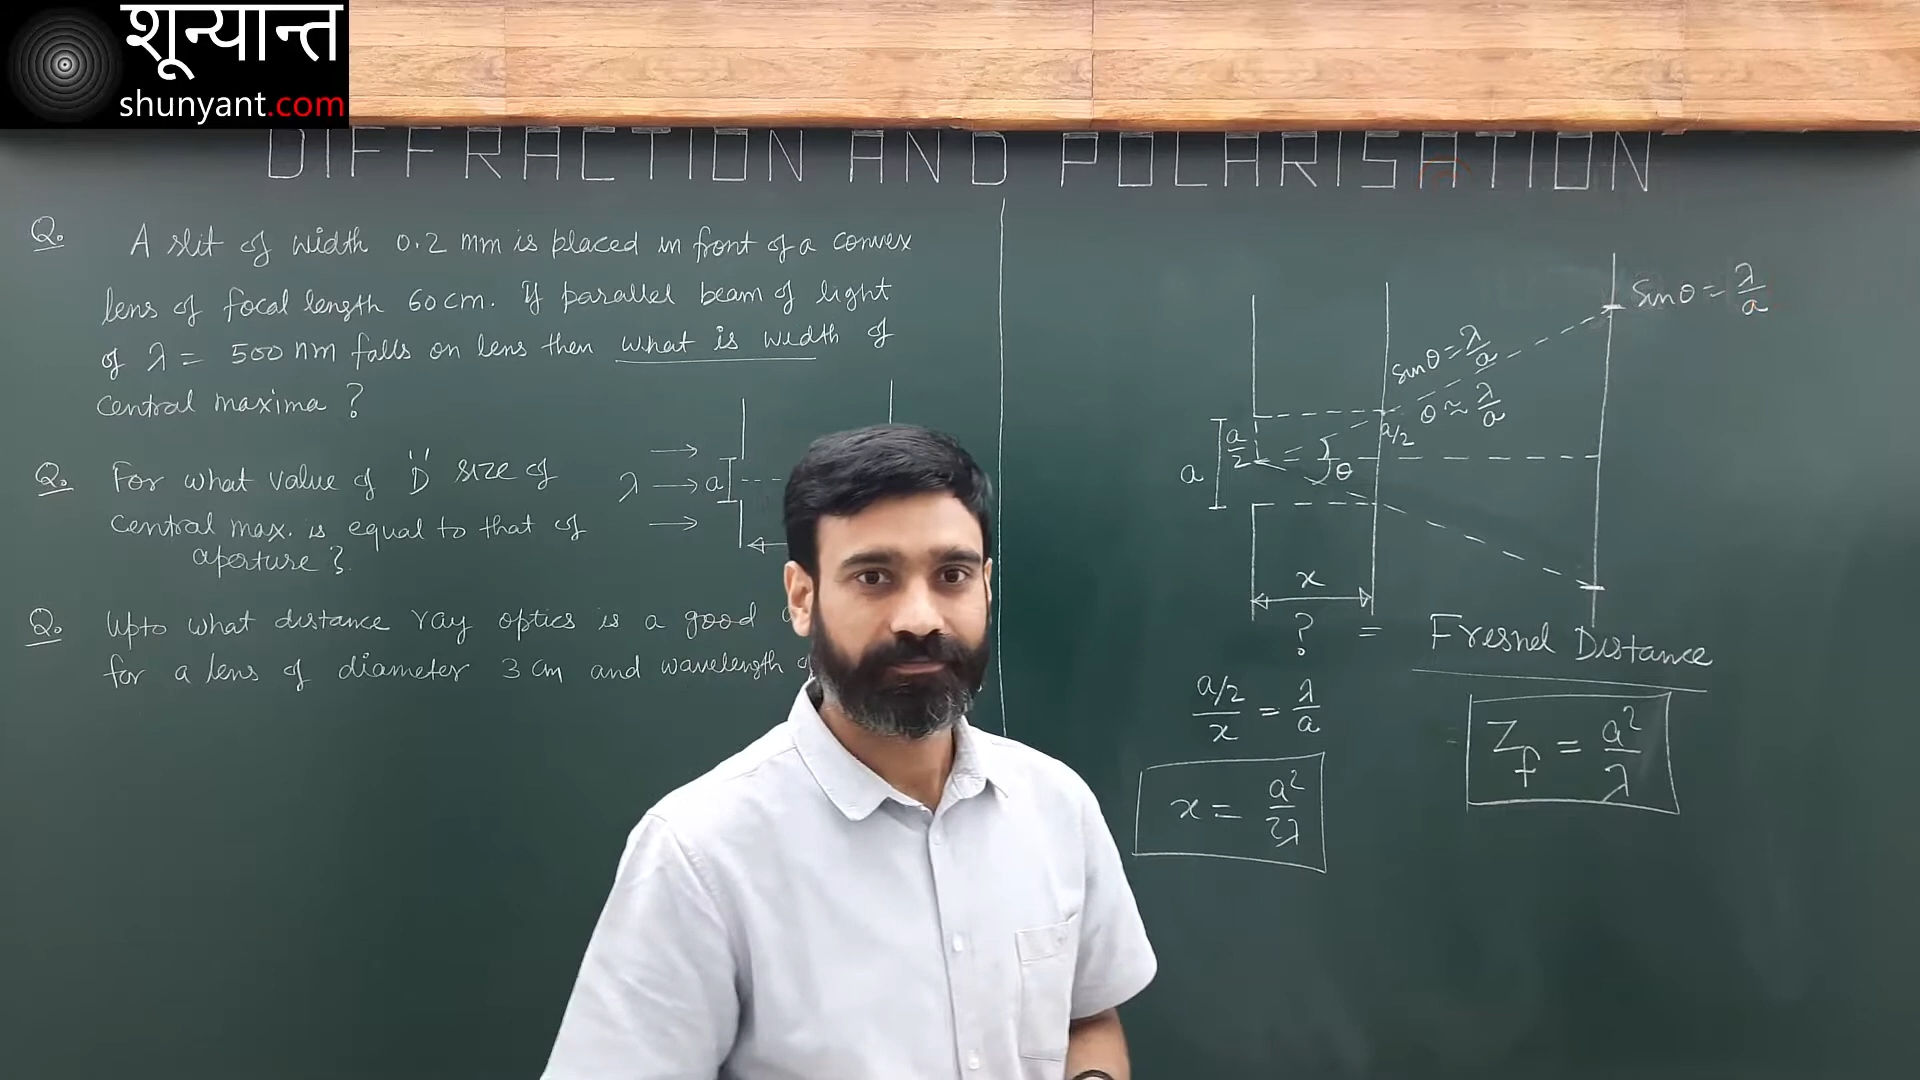 शून्यान्त
shunyant.com
DIFFRACTION AND POLARISATION
Q. A slit of width 0.2 mm is placed in front of a convex
lens of focal length 60 cm. If parallel beam of light
of λ = 500 nm falls on lens then what is width of
central maxima ?
Q. For what value of "D" size of
central max. is equal to that of
aperture ?
λ
a
Q. Upto what distance ray optics is a good
for a lens of diameter 3 cm and wavelength
sinθ = λ/a
sinθ = λ/a
θ ≈ λ/a
a/2
a/2
a
θ
x
? = Fresnel Distance
(a/2)/x = λ/a
Z_f = a²/λ
x = a²/2λ